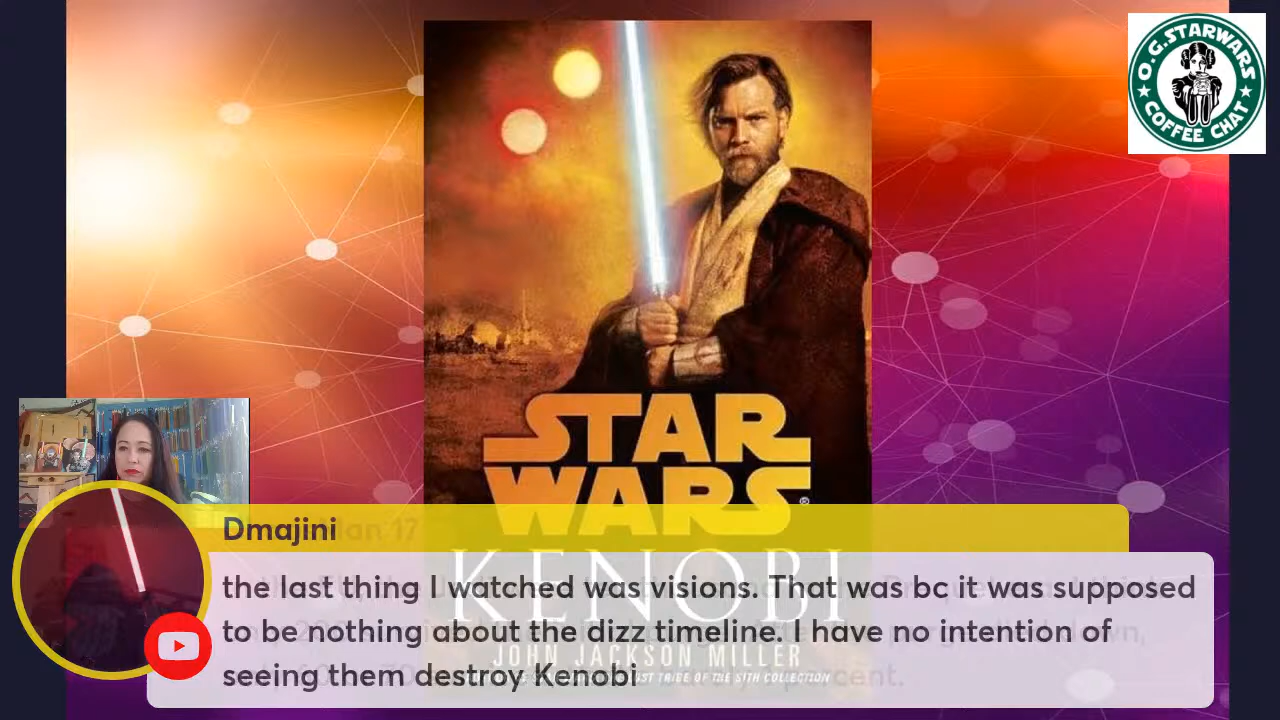 O.G.STARWARS
COFFEE CHAT
STAR
WARS
KENOBI
JOHN JACKSON MILLER
Dmajini
the last thing I watched was visions. That was bc it was supposed
to be nothing about the dizz timeline. I have no intention of
seeing them destroy Kenobi